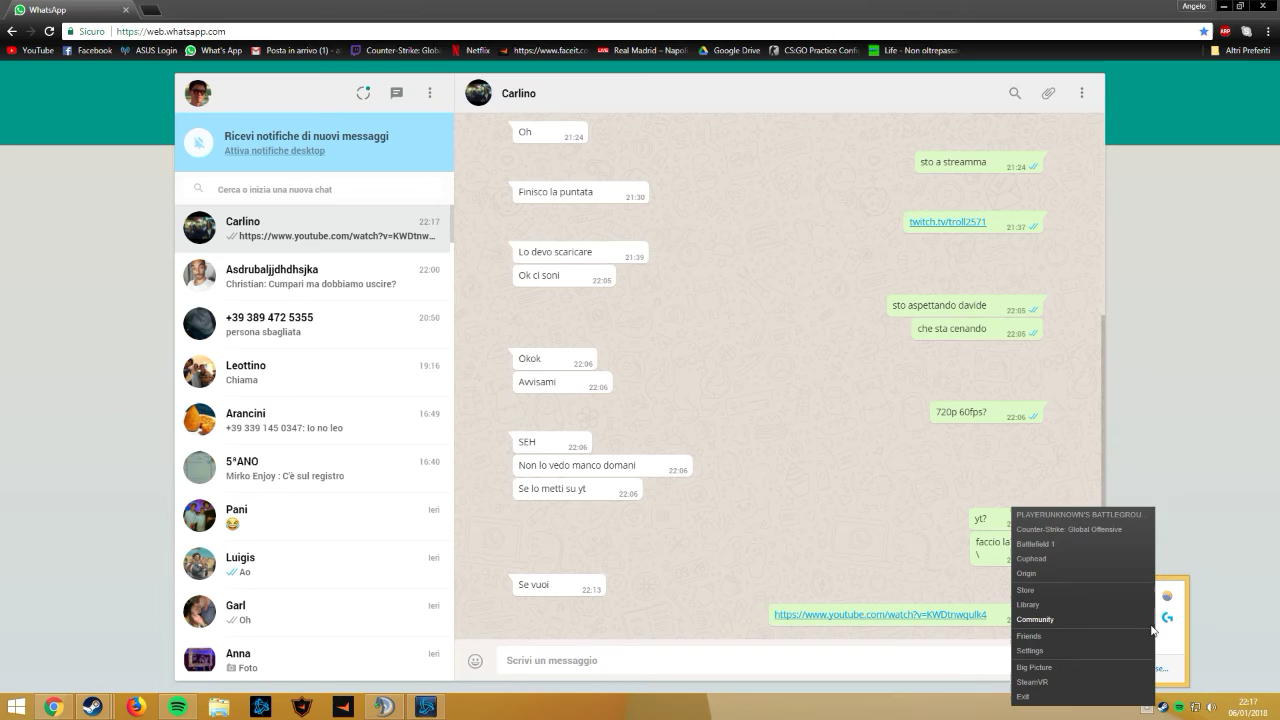 WhatsApp
Angelo
Sicuro
https://web.whatsapp.com
YouTube
Facebook
ASUS Login
What's App
Posta in arrivo (1) - a
Counter-Strike: Glob
Netflix
https://www.faceit.c
Real Madrid – Napoli
Google Drive
CS:GO Practice Conf
Life - Non oltrepass
Altri Preferiti
Carlino
Ricevi notifiche di nuovi messaggi
Attiva notifiche desktop
Cerca o inizia una nuova chat
Carlino
22:17
https://www.youtube.com/watch?v=KWDtnw...
Asdrubaljjdhdhsjka
22:00
Christian: Cumpari ma dobbiamo uscire?
+39 389 472 5355
20:50
persona sbagliata
Leottino
19:16
Chiama
Arancini
16:49
+39 339 145 0347: Io no leo
5ªANO
16:40
Mirko Enjoy : C'è sul registro
Pani
Ieri
😂
Luigis
Ieri
Ao
Garl
Ieri
Oh
Anna
Ieri
Foto
Oh
21:24
sto a streamma
21:24
Finisco la puntata
21:30
twitch.tv/troll2571
21:37
Lo devo scaricare
21:39
Ok ci soni
22:05
sto aspettando davide
22:05
che sta cenando
22:05
Okok
22:06
Avvisami
22:06
720p 60fps?
22:06
SEH
22:06
Non lo vedo manco domani
22:06
Se lo metti su yt
22:06
yt?
faccio la
\
Se vuoi
22:13
https://www.youtube.com/watch?v=KWDtnwqulk4
Scrivi un messaggio
PLAYERUNKNOWN'S BATTLEGROU...
Counter-Strike: Global Offensive
Battlefield 1
Cuphead
Origin
Store
Library
Community
Friends
Settings
Big Picture
SteamVR
Exit
e...
22:17
06/01/2018